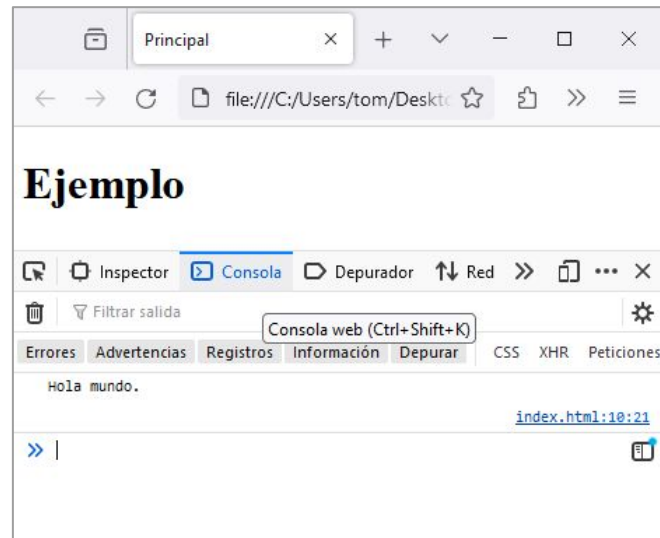 Principal
file:///C:/Users/tom/Deskto
Ejemplo
Inspector Consola Depurador Red
Filtrar salida
Consola web (Ctrl+Shift+K)
Errores Advertencias Registros Información Depurar CSS XHR Peticiones
Hola mundo.
index.html:10:21